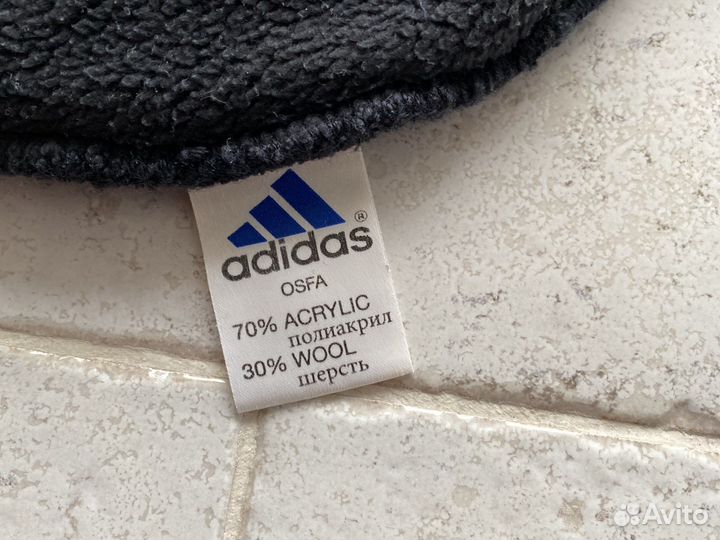 adidas®
OSFA
70% ACRYLIC
полиакрил
30% WOOL
шерсть
Avito